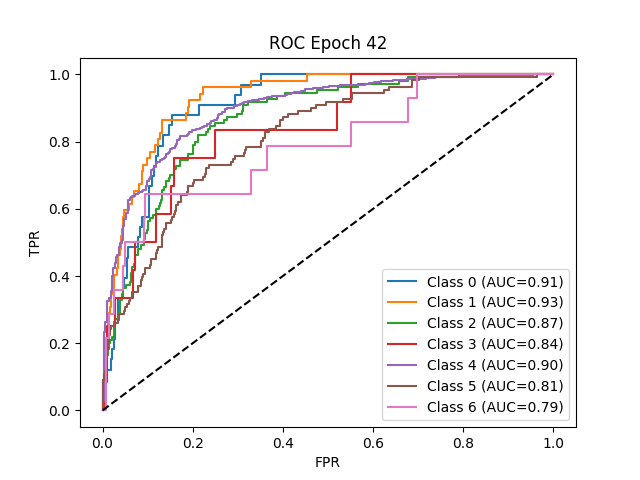 ROC Epoch 42
TPR
1.0
0.8
0.6
0.4
0.2
0.0
Class 0 (AUC=0.91)
Class 1 (AUC=0.93)
Class 2 (AUC=0.87)
Class 3 (AUC=0.84)
Class 4 (AUC=0.90)
Class 5 (AUC=0.81)
Class 6 (AUC=0.79)
0.0 0.2 0.4 0.6 0.8 1.0
FPR